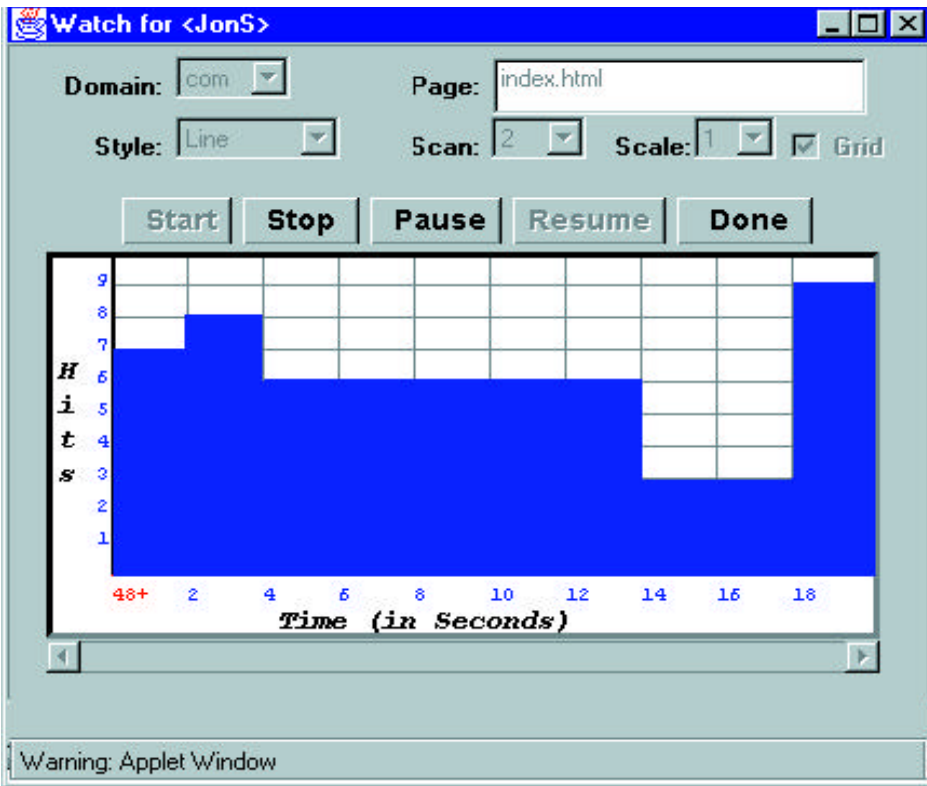 Watch for <JonS>
Domain: com Page: index.html
Style: Line Scan: 2 Scale: 1 Grid
Start Stop Pause Resume Done
9
8
7
6
5
4
3
2
1
Hits
48+ 2 4 6 8 10 12 14 16 18
Time (in Seconds)
Warning: Applet Window